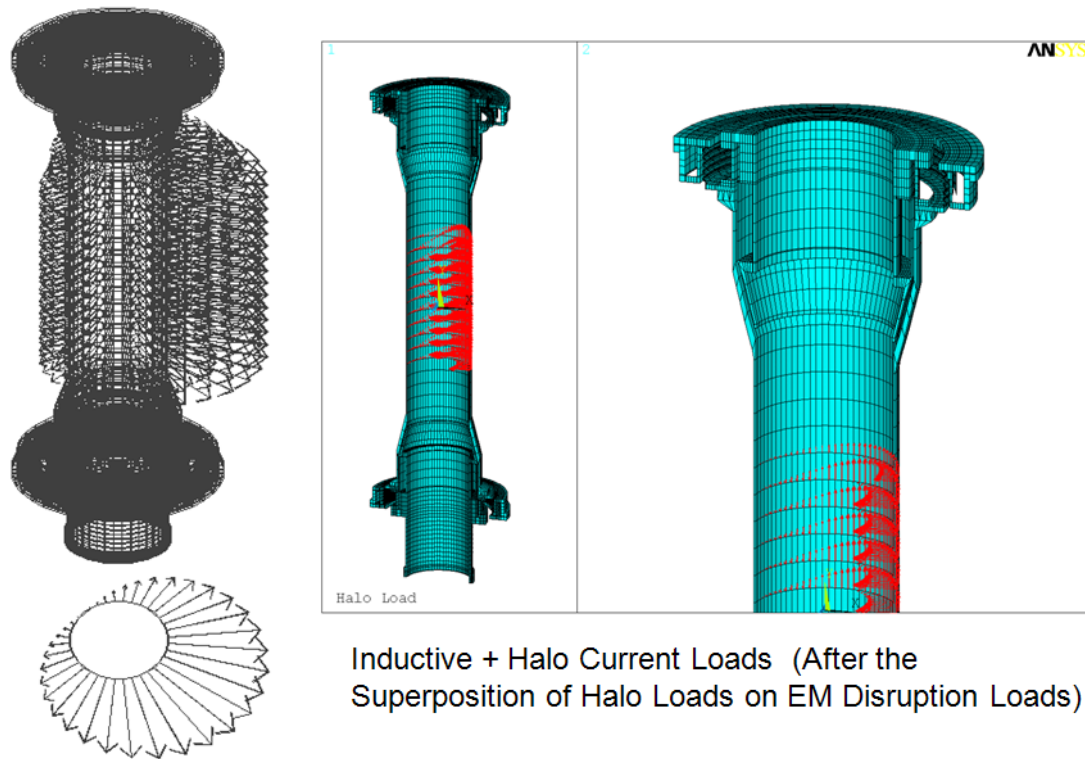 1
2
ANSYS
X
X
Halo Load
Inductive + Halo Current Loads (After the
Superposition of Halo Loads on EM Disruption Loads)